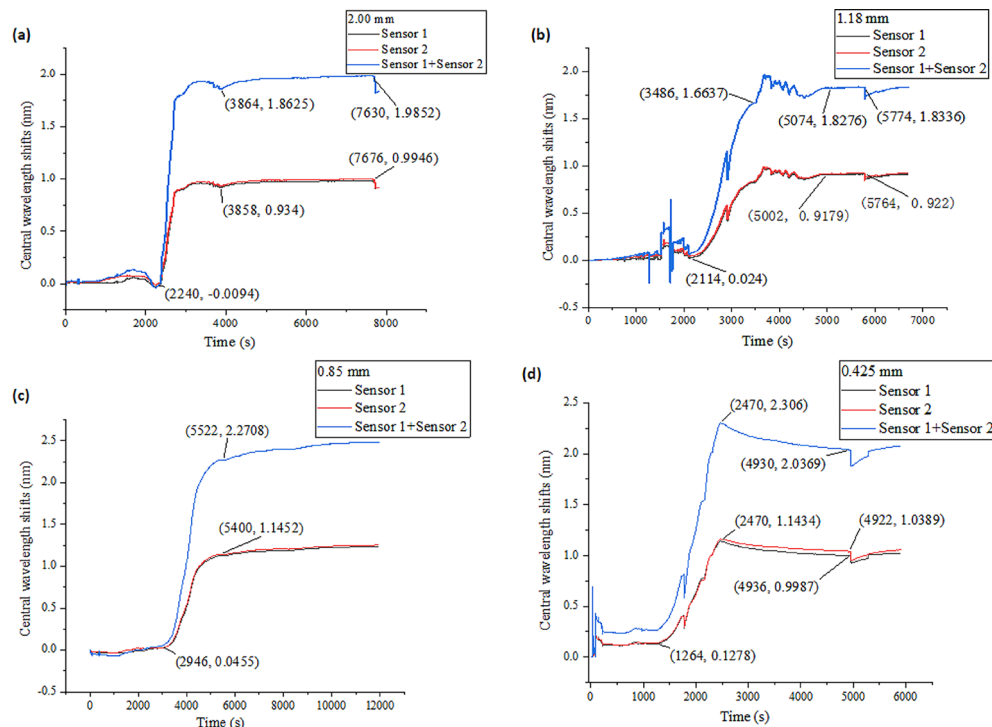 (a)
2.00 mm
Sensor 1
Sensor 2
Sensor 1+Sensor 2
Central wavelength shifts (nm)
2.0
1.5
1.0
0.5
0.0
(3864, 1.8625)
(7630, 1.9852)
(7676, 0.9946)
(3858, 0.934)
(2240, -0.0094)
0
2000
4000
6000
8000
10000
Time (s)
(b)
1.18 mm
Sensor 1
Sensor 2
Sensor 1+Sensor 2
Central wavelength shifts (nm)
2.0
1.5
1.0
0.5
0.0
-0.5
(3486, 1.6637)
(5074, 1.8276)
(5774, 1.8336)
(5002, 0.9179)
(5764, 0.922)
(2114, 0.024)
0
1000
2000
3000
4000
5000
6000
7000
Time (s)
(c)
0.85 mm
Sensor 1
Sensor 2
Sensor 1+Sensor 2
Central wavelength shifts (nm)
2.5
2.0
1.5
1.0
0.5
0.0
-0.5
(5522, 2.2708)
(5400, 1.1452)
(2946, 0.0455)
0
2000
4000
6000
8000
10000
12000
Time (s)
(d)
0.425 mm
Sensor 1
Sensor 2
Sensor 1+Sensor 2
Central wavelength shifts (nm)
2.5
2.0
1.5
1.0
0.5
0.0
(2470, 2.306)
(4930, 2.0369)
(2470, 1.1434)
(4922, 1.0389)
(4936, 0.9987)
(1264, 0.1278)
0
1000
2000
3000
4000
5000
6000
Time (s)